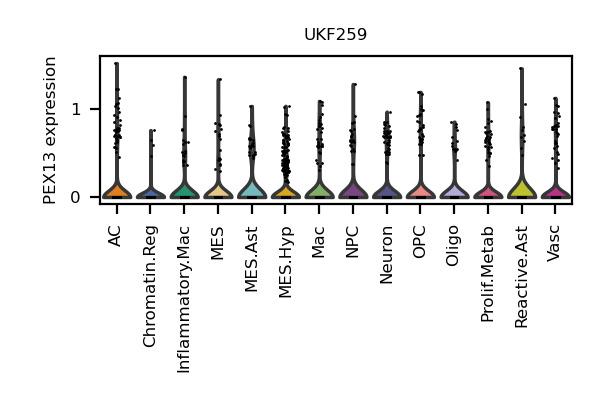 UKF259
PEX13 expression
1
0
AC
Chromatin.Reg
Inflammatory.Mac
MES
MES.Ast
MES.Hyp
Mac
NPC
Neuron
OPC
Oligo
Prolif.Metab
Reactive.Ast
Vasc